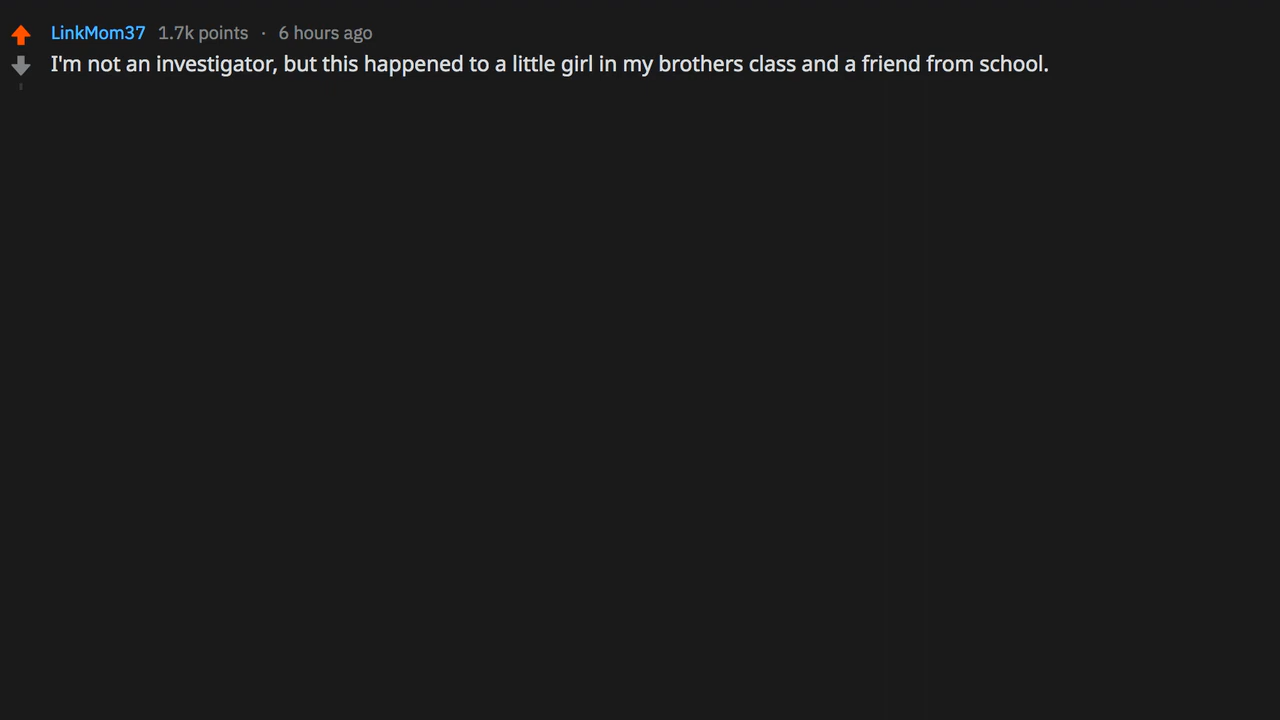 LinkMom37 1.7k points · 6 hours ago
I'm not an investigator, but this happened to a little girl in my brothers class and a friend from school.